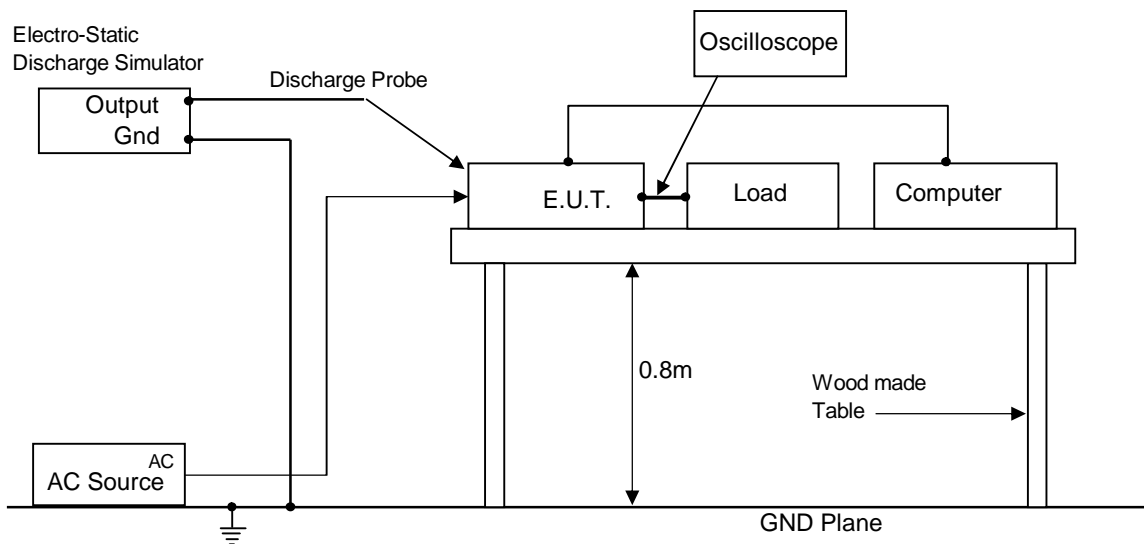 Electro-Static
Discharge Simulator
Output
Gnd
Discharge Probe
Oscilloscope
E.U.T.
Load
Computer
0.8m
Wood made
Table
AC
AC Source
GND Plane